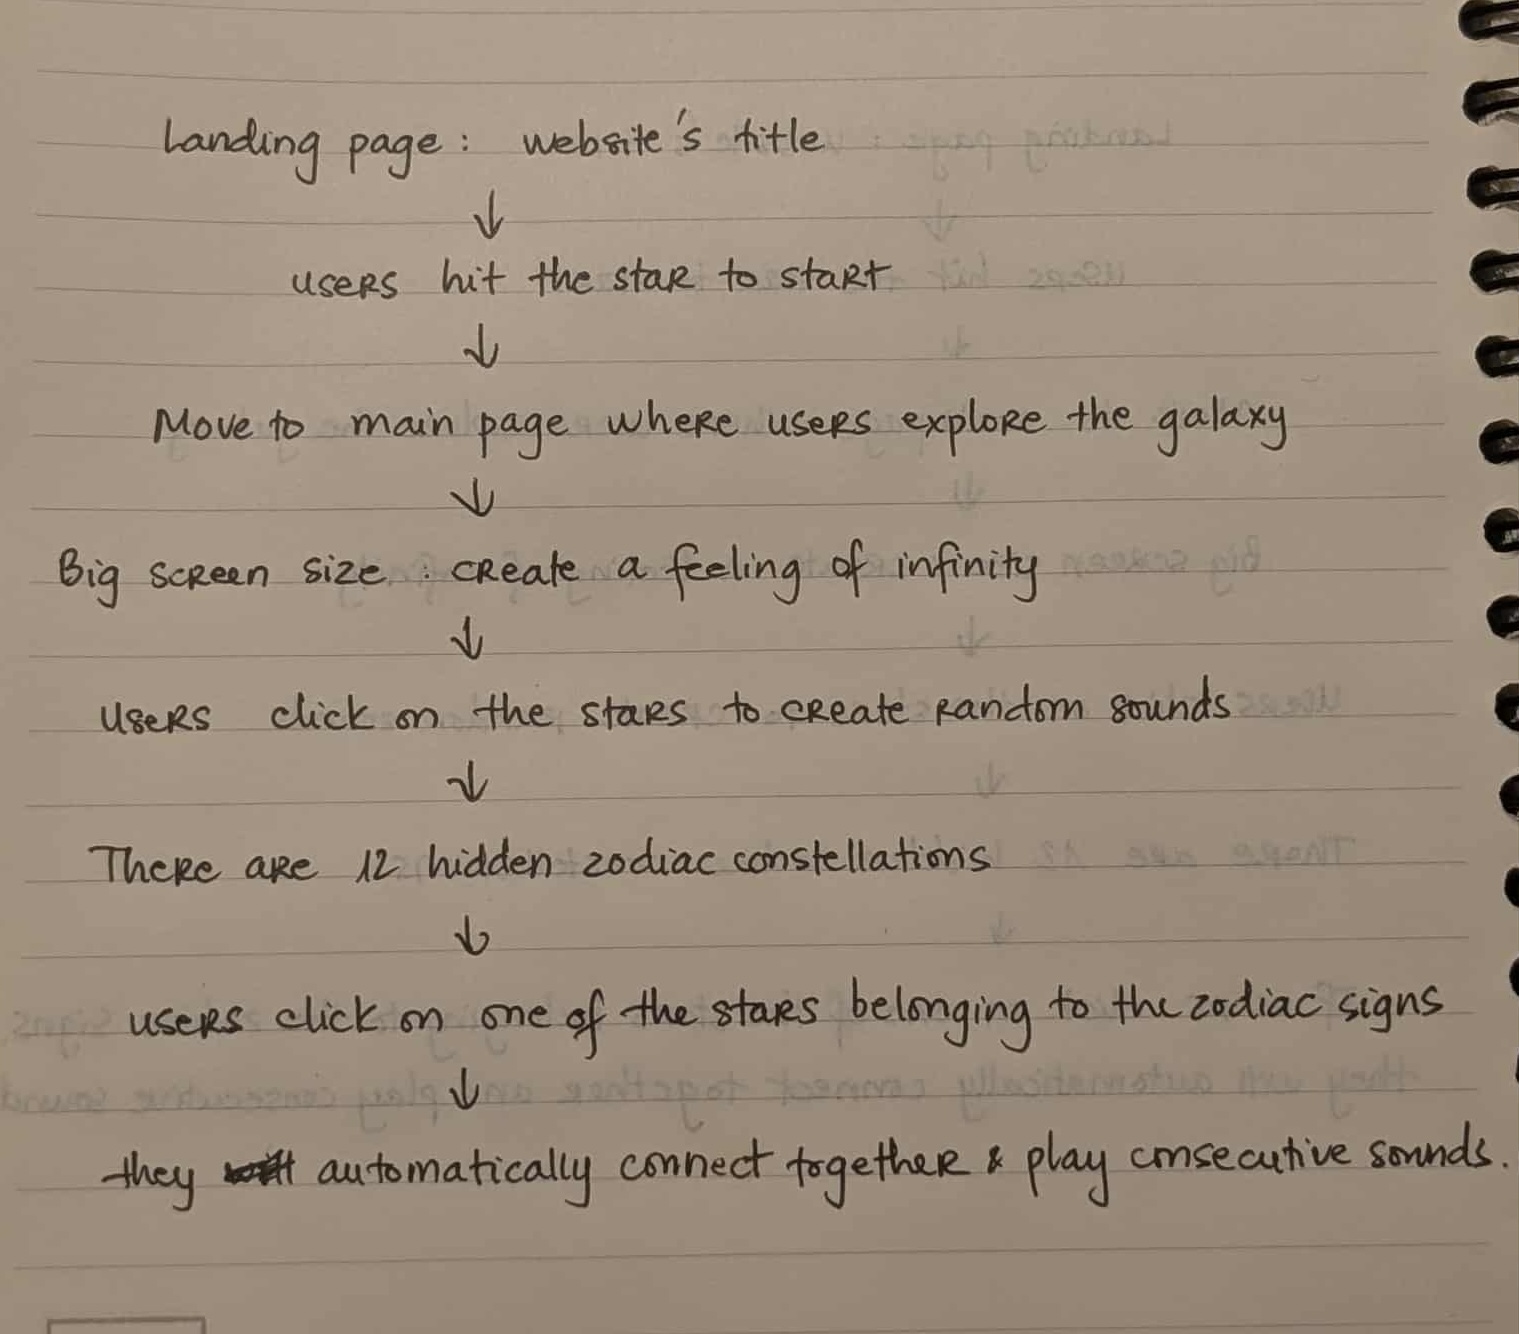 Landing page : website's title
↓
users hit the star to start
↓
Move to main page where users explore the galaxy
↓
Big screen size : create a feeling of infinity
↓
Users click on the stars to create random sounds
↓
There are 12 hidden zodiac constellations
↓
users click on one of the stars belonging to the zodiac signs
↓
they automatically connect together & play consecutive sounds.